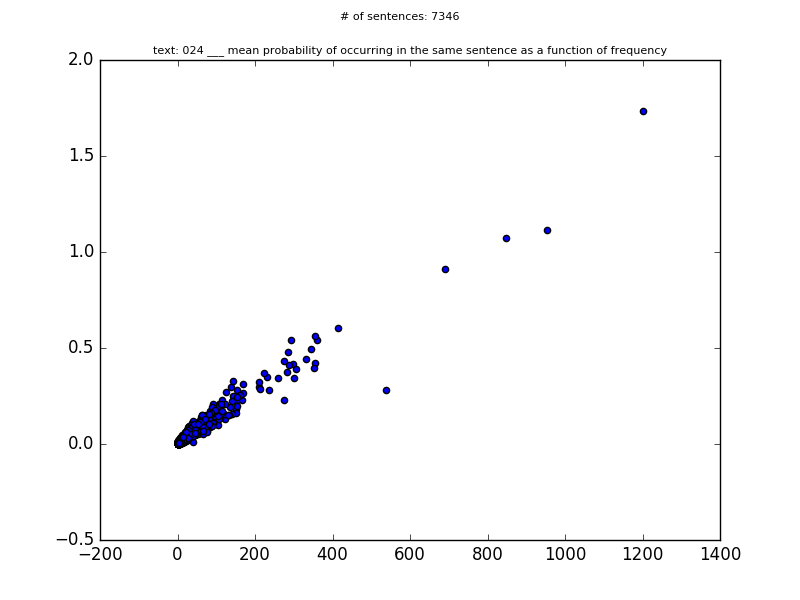 # of sentences: 7346
text: 024 ___ mean probability of occurring in the same sentence as a function of frequency
2.0
1.5
1.0
0.5
0.0
−0.5
−200 0 200 400 600 800 1000 1200 1400